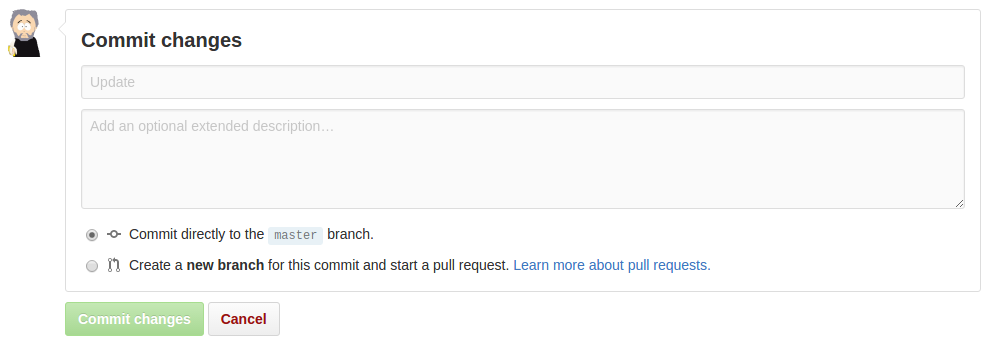 Commit changes
Update
Add an optional extended description…
Commit directly to the master branch.
Create a new branch for this commit and start a pull request. Learn more about pull requests.
Commit changes Cancel